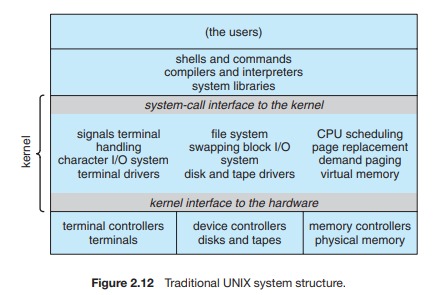 (the users)
shells and commands
compilers and interpreters
system libraries
system-call interface to the kernel
kernel
signals terminal
handling
character I/O system
terminal drivers
file system
swapping block I/O
system
disk and tape drivers
CPU scheduling
page replacement
demand paging
virtual memory
kernel interface to the hardware
terminal controllers
terminals
device controllers
disks and tapes
memory controllers
physical memory
Figure 2.12 Traditional UNIX system structure.